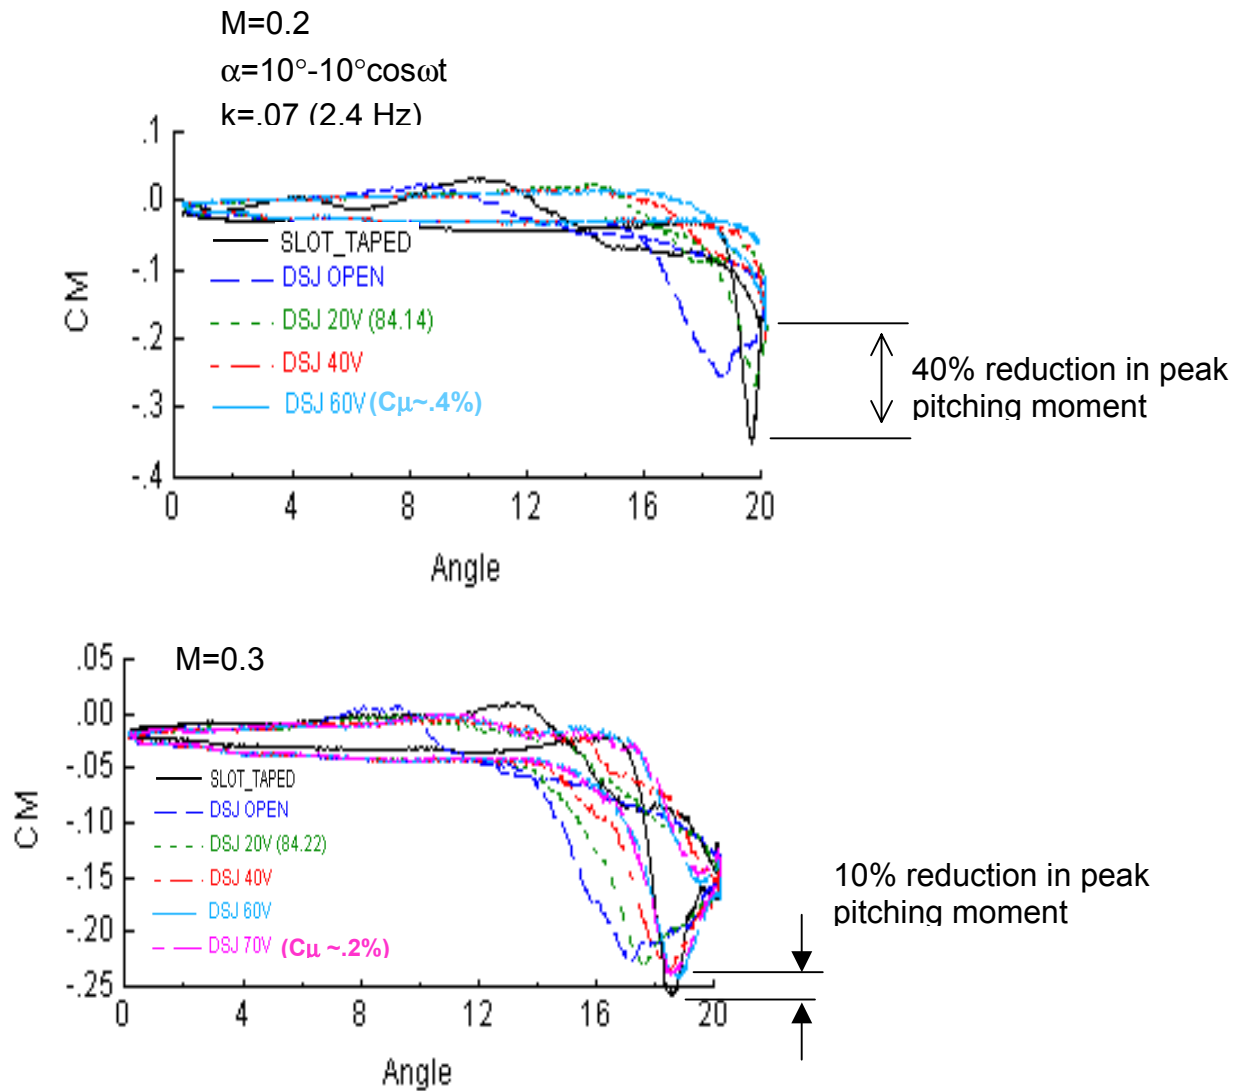 M=0.2
α=10°-10°cosωt
k=.07 (2.4 Hz)
.1
.0
-.1
-.2
-.3
-.4
CM
SLOT_TAPED
DSJ OPEN
DSJ 20V (84.14)
DSJ 40V
DSJ 60V (Cμ~.4%)
40% reduction in peak
pitching moment
0 4 8 12 16 20
Angle
M=0.3
.05
.00
-.05
-.10
-.15
-.20
-.25
CM
SLOT_TAPED
DSJ OPEN
DSJ 20V (84.22)
DSJ 40V
DSJ 60V
DSJ 70V (Cμ ~.2%)
10% reduction in peak
pitching moment
0 4 8 12 16 20
Angle